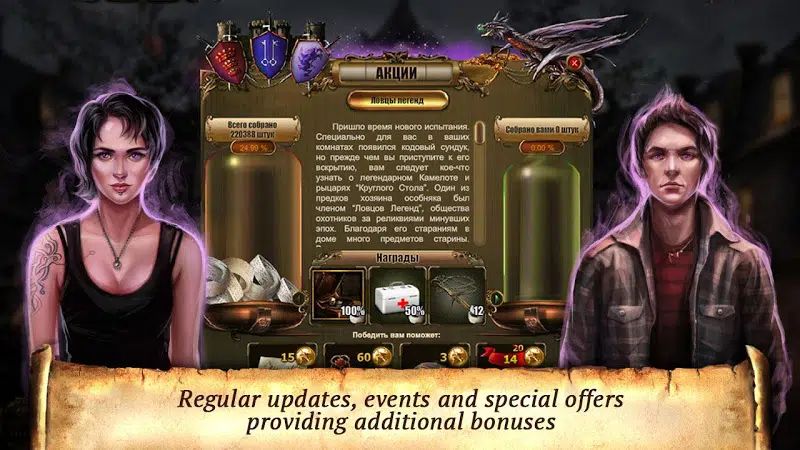 АКЦИИ
Ловцы легенд
Всего собрано
220388 штук
24.99 %
Собрано вами 0 штук
0.00 %
Пришло время нового испытания.
Специально для вас в ваших
комнатах появился кодовый сундук,
но прежде чем вы приступите к его
вскрытию, вам следует кое-что
узнать о легендарном Камелоте и
рыцарях "Круглого Стола". Один из
предков хозяина особняка был
членом "Ловцов Легенд", общества
охотников за реликвиями минувших
эпох. Благодаря его стараниям в
доме много предметов старины.
Награды
100%
50%
12
Победить вам поможет:
15
60
3
20
14
Regular updates, events and special offers
providing additional bonuses